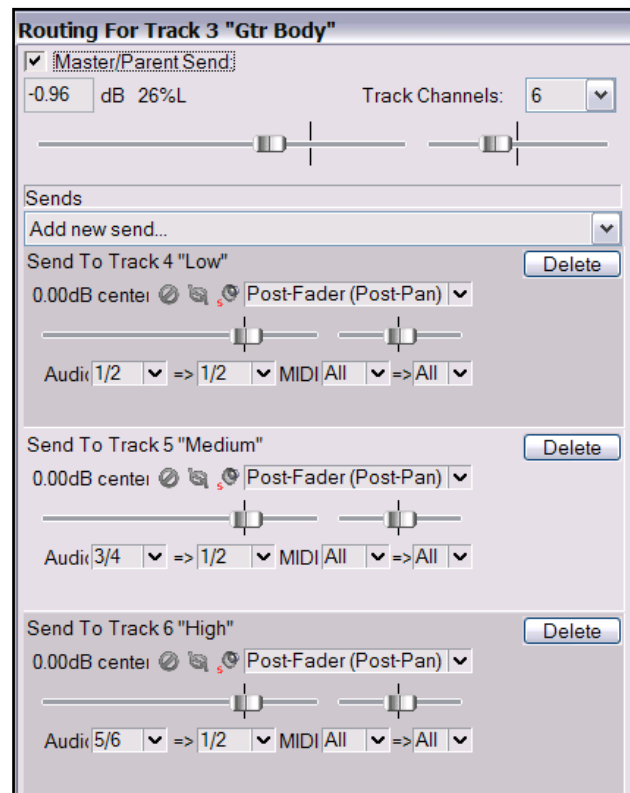 Routing For Track 3 "Gtr Body"
Master/Parent Send:
-0.96 dB 26%L Track Channels: 6
Sends
Add new send...
Send To Track 4 "Low" Delete
0.00dB center s Post-Fader (Post-Pan)
Audi 1/2 => 1/2 MIDI All => All
Send To Track 5 "Medium" Delete
0.00dB center s Post-Fader (Post-Pan)
Audi 3/4 => 1/2 MIDI All => All
Send To Track 6 "High" Delete
0.00dB center s Post-Fader (Post-Pan)
Audi 5/6 => 1/2 MIDI All => All